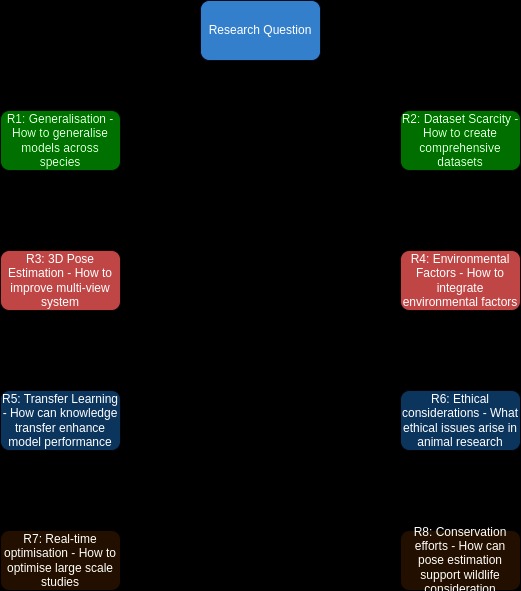 Research Question
R1: Generalisation -
How to generalise
models across
species
R2: Dataset Scarcity -
How to create
comprehensive
datasets
R3: 3D Pose
Estimation - How to
improve multi-view
system
R4: Environmental
Factors - How to
integrate
environmental factors
R5: Transfer Learning
- How can knowledge
transfer enhance
model performance
R6: Ethical
considerations - What
ethical issues arise in
animal research
R7: Real-time
optimisation - How to
optimise large scale
studies
R8: Conservation
efforts - How can
pose estimation
support wildlife
consideration